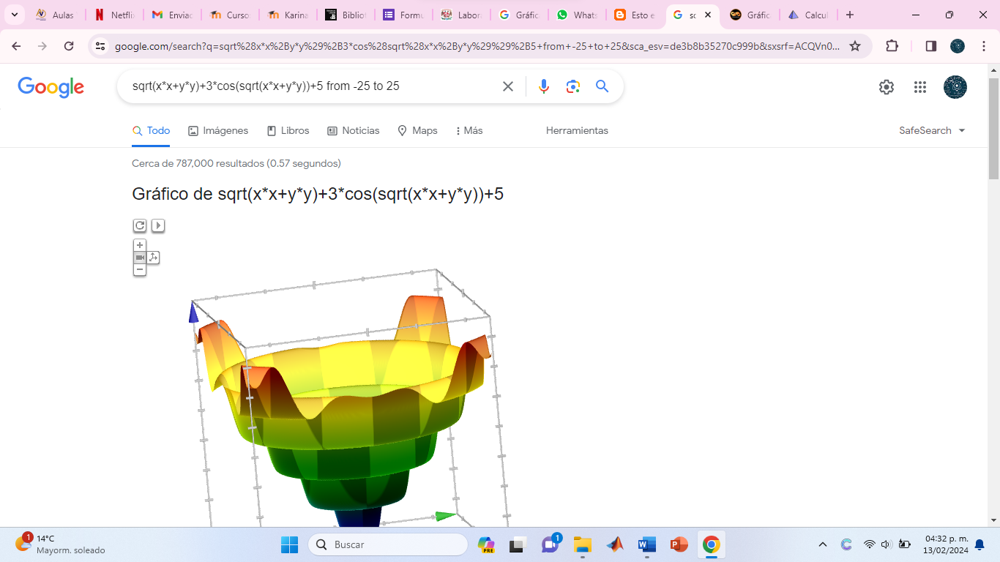 Aulas
Netflix
Enviac
Curso:
Karina
Bibliot
Formu
Labora
Gráfic
Whats
Esto e
sc
Gráfic
Calcul
google.com/search?q=sqrt%28x*x%2By*y%29%2B3*cos%28sqrt%28x*x%2By*y%29%29%2B5+from+-25+to+25&sca_esv=de3b8b35270c999b&sxsrf=ACQVn0...
Google
sqrt(x*x+y*y)+3*cos(sqrt(x*x+y*y))+5 from -25 to 25
Todo
Imágenes
Libros
Noticias
Maps
Más
Herramientas
SafeSearch
Cerca de 787,000 resultados (0.57 segundos)
Gráfico de sqrt(x*x+y*y)+3*cos(sqrt(x*x+y*y))+5
1
14°C
Mayorm. soleado
Buscar
PRE
1
04:32 p. m.
13/02/2024